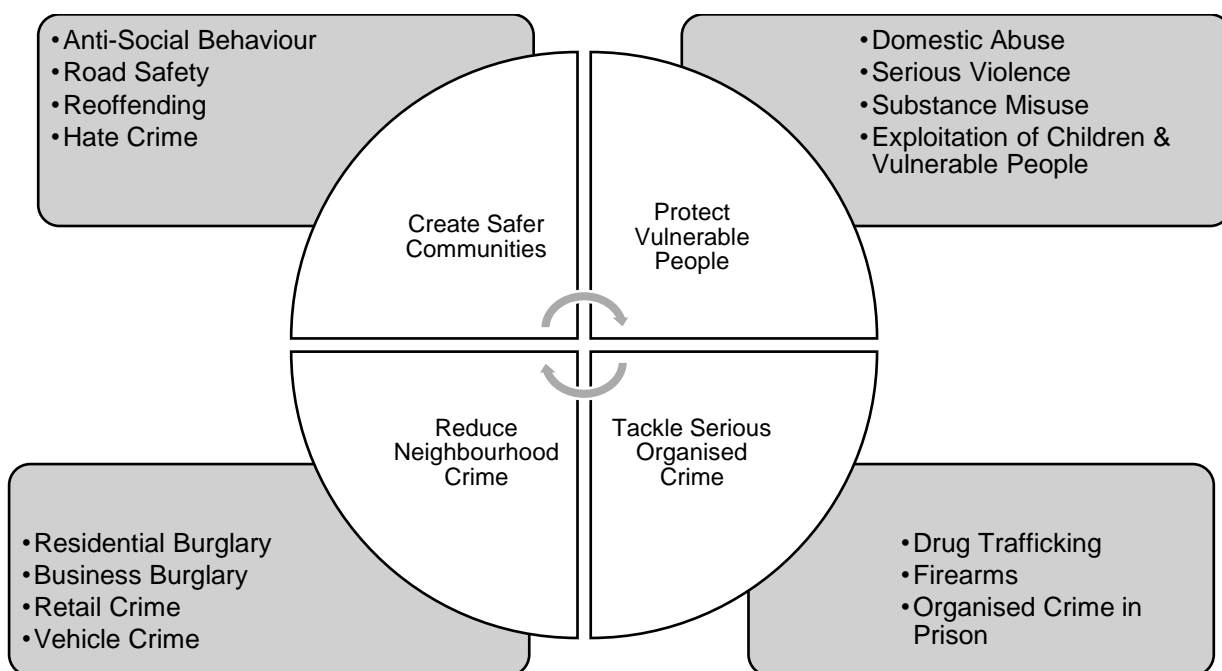 •Anti-Social Behaviour
•Road Safety
•Reoffending
•Hate Crime
•Domestic Abuse
•Serious Violence
•Substance Misuse
•Exploitation of Children &
Vulnerable People
Create Safer
Communities
Protect
Vulnerable
People
Reduce
Neighbourhood
Crime
Tackle Serious
Organised
Crime
•Residential Burglary
•Business Burglary
•Retail Crime
•Vehicle Crime
•Drug Trafficking
•Firearms
•Organised Crime in
Prison